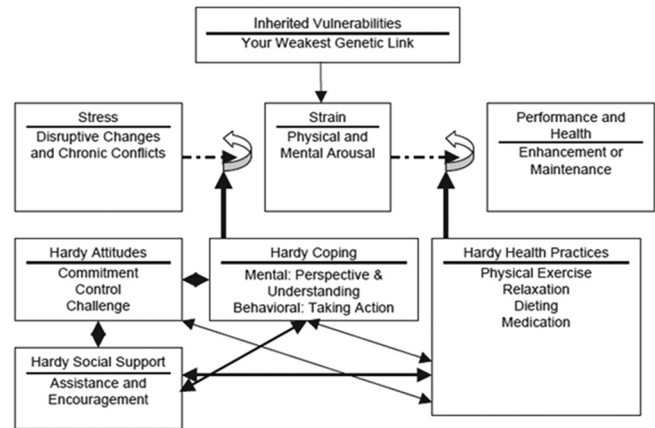 Inherited Vulnerabilities
Your Weakest Genetic Link
Stress
Disruptive Changes
and Chronic Conflicts
Strain
Physical and
Mental Arousal
Performance and
Health
Enhancement or
Maintenance
Hardy Attitudes
Commitment
Control
Challenge
Hardy Coping
Mental: Perspective &
Understanding
Behavioral: Taking Action
Hardy Health Practices
Physical Exercise
Relaxation
Dieting
Medication
Hardy Social Support
Assistance and
Encouragement